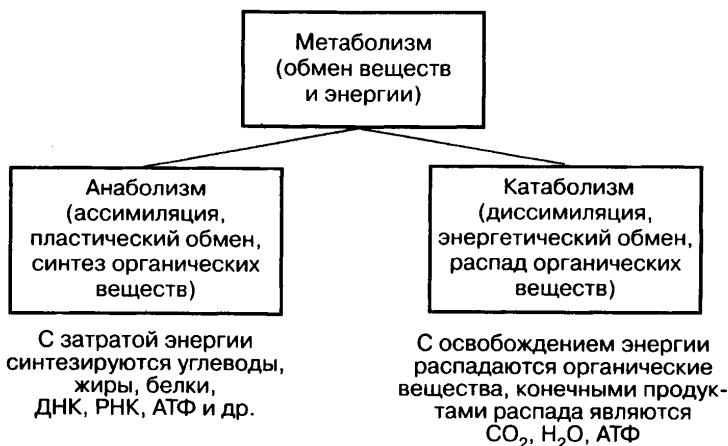 Метаболизм
(обмен веществ
и энергии)
Анаболизм
(ассимиляция,
пластический обмен,
синтез органических
веществ)
Катаболизм
(диссимиляция,
энергетический обмен,
распад органических
веществ)
С затратой энергии
синтезируются углеводы,
жиры, белки,
ДНК, РНК, АТФ и др.
С освобождением энергии
распадаются органические
вещества, конечными продук-
тами распада являются
CO₂, H₂O, АТФ